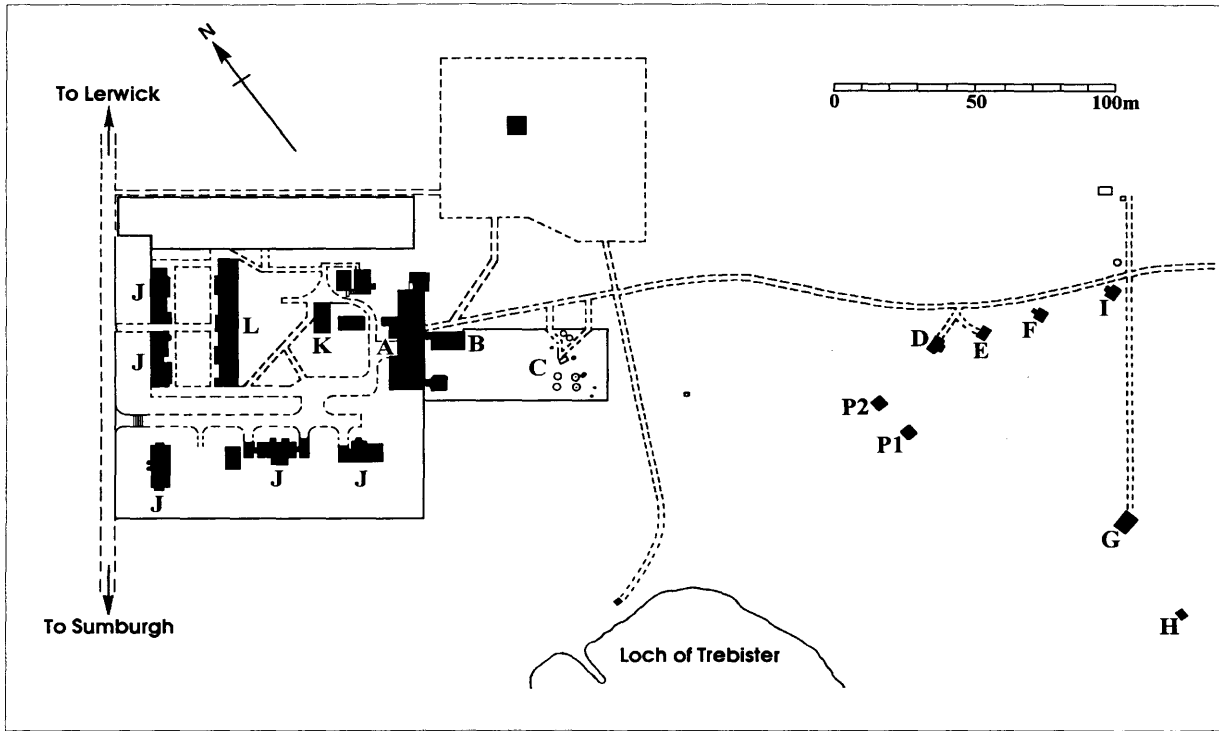 N
To Lerwick
0 50 100m
J
L
K
A
B
J
C
D
E
F
I
P2
P1
J
J
J
G
To Sumburgh
Loch of Trebister
H